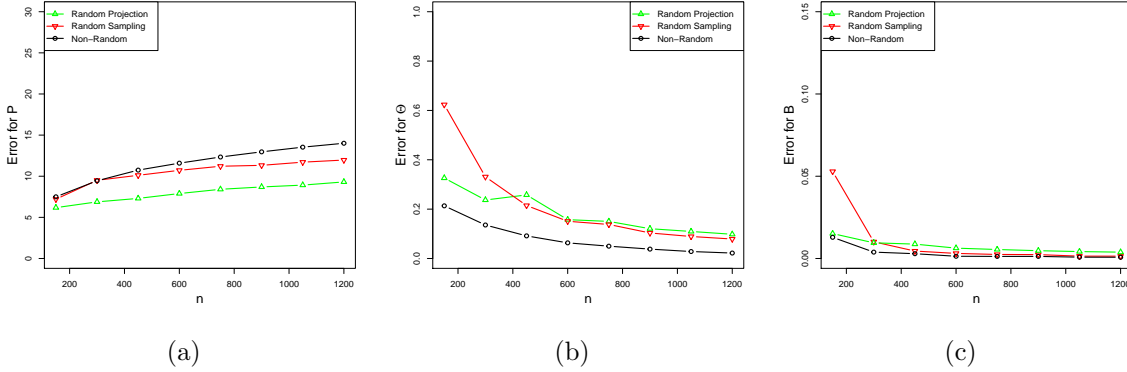 Random Projection
Random Sampling
Non−Random
Error for P
0
5
10
15
20
25
30
200
400
600
800
1000
1200
n
(a)
Random Projection
Random Sampling
Non−Random
Error for Θ
0.0
0.2
0.4
0.6
0.8
1.0
200
400
600
800
1000
1200
n
(b)
Random Projection
Random Sampling
Non−Random
Error for B
0.00
0.05
0.10
0.15
200
400
600
800
1000
1200
n
(c)